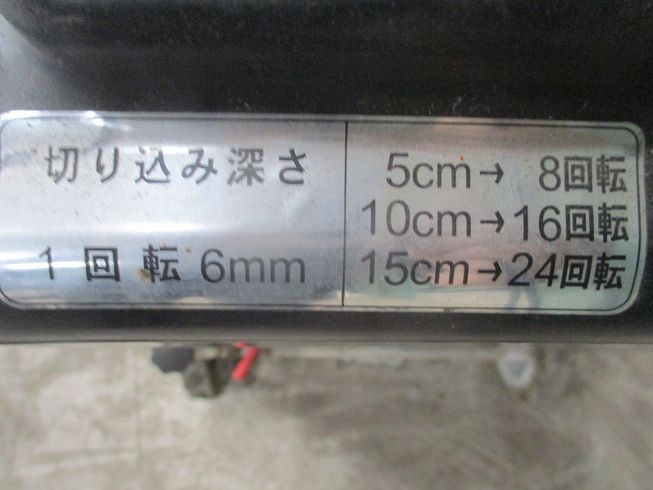 切り込み深さ
1回転 6mm
5cm→ 8回転
10cm→16回転
15cm→24回転